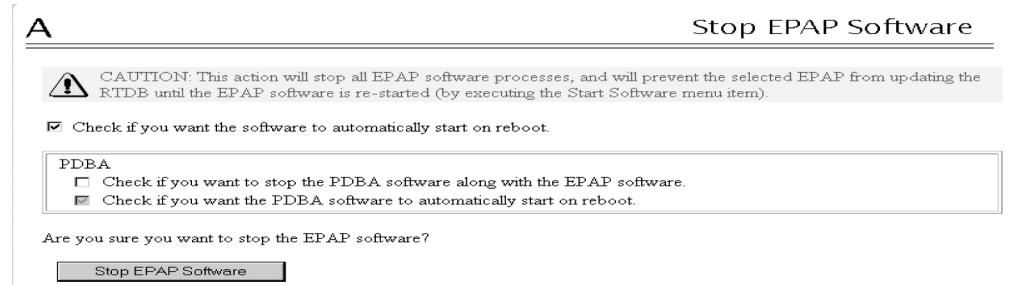 A
Stop EPAP Software
CAUTION: This action will stop all EPAP software processes, and will prevent the selected EPAP from updating the
RTDB until the EPAP software is re-started (by executing the Start Software menu item).
Check if you want the software to automatically start on reboot.
PDBA
Check if you want to stop the PDBA software along with the EPAP software.
Check if you want the PDBA software to automatically start on reboot.
Are you sure you want to stop the EPAP software?
Stop EPAP Software